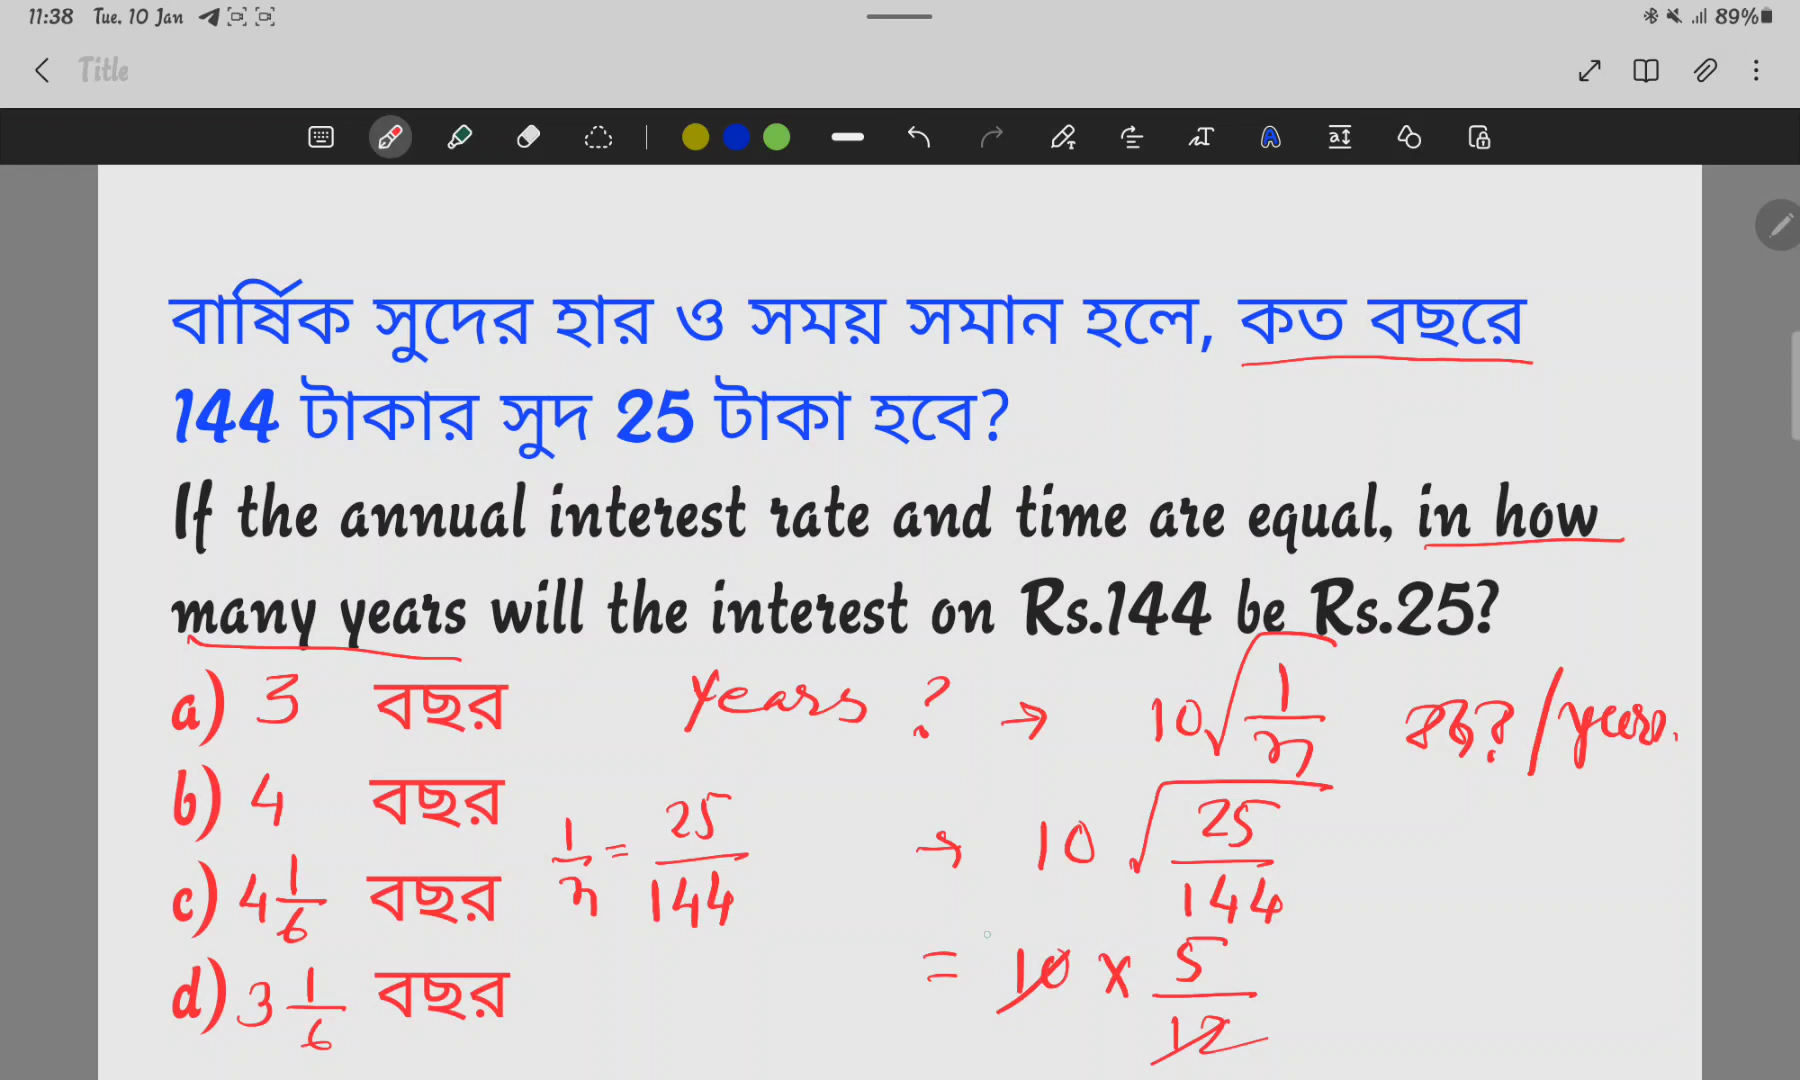 11:38 Tue. 10 Jan 89%
Title
বার্ষিক সুদের হার ও সময় সমান হলে, কত বছরে
144 টাকার সুদ 25 টাকা হবে?
If the annual interest rate and time are equal, in how
many years will the interest on Rs.144 be Rs.25?
a) 3 বছর
b) 4 বছর
c) 4 1/6 বছর
d) 3 1/6 বছর
years ? → 10√(1/n) ? /years.
1/n = 25/144
→ 10 √(25/144)
= 10 × 5/12